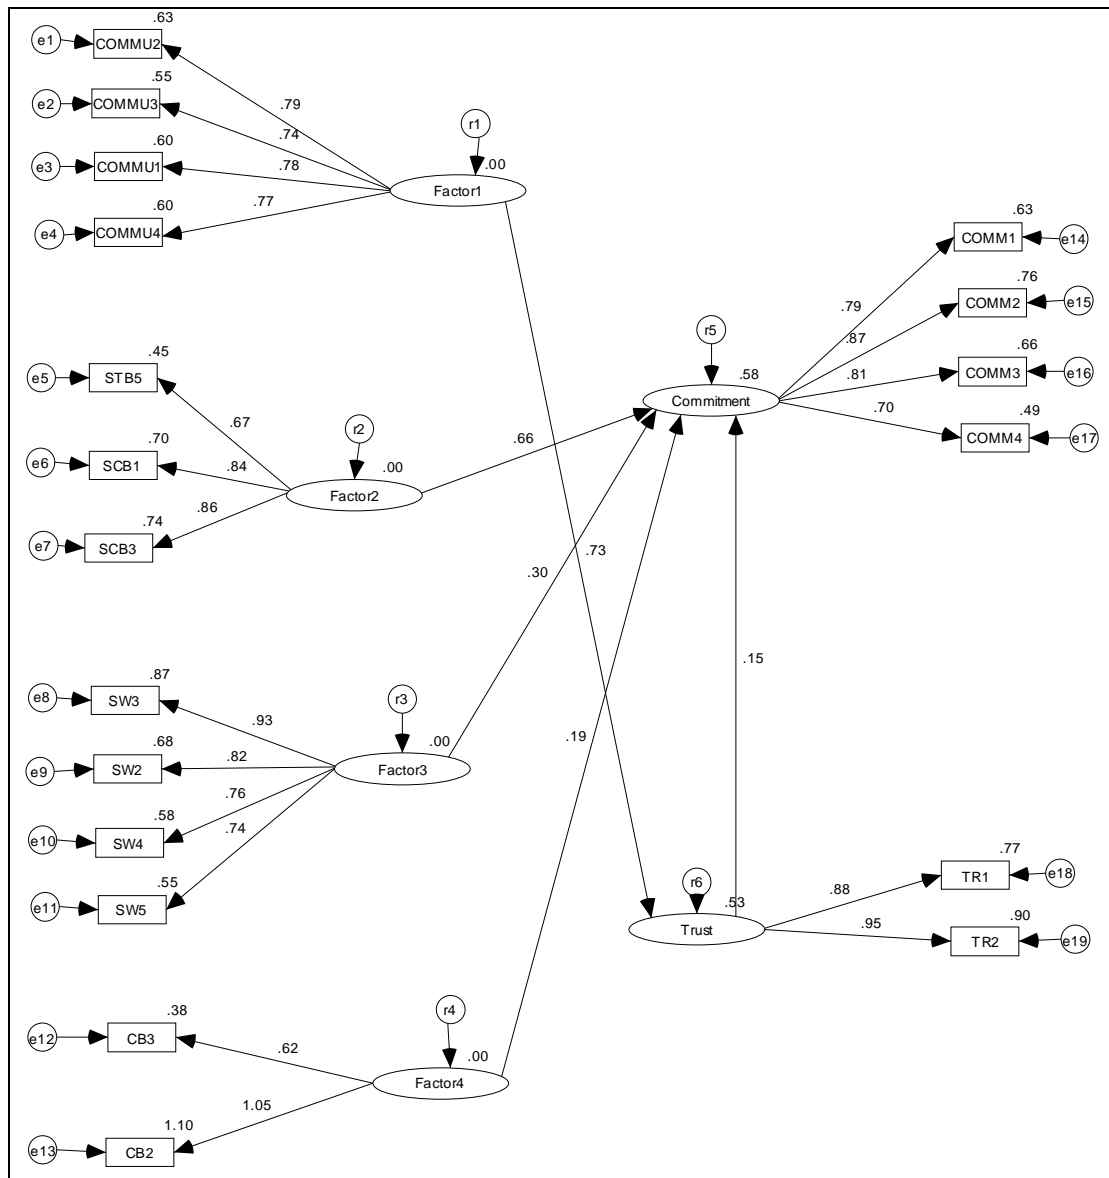 .63
e1
COMMU2
.55
.79
e2
COMMU3
r1
.74
.60
.00
e3
COMMU1
.78
Factor1
.60
.77
e4
COMMU4
.63
COMM1
e14
.76
.79
COMM2
e15
r5
.87
.45
.66
e5
STB5
.58
.81
COMM3
e16
Commitment
.67
.70
.49
r2
.66
COMM4
e17
.70
e6
SCB1
.84
.00
Factor2
.86
.74
e7
SCB3
.73
.30
.87
e8
SW3
r3
.93
.15
.68
.00
.19
e9
SW2
.82
Factor3
.76
.58
.74
e10
SW4
.55
.77
e11
SW5
r6
.88
TR1
e18
.53
.90
Trust
.95
TR2
e19
.38
r4
e12
CB3
.62
.00
Factor4
1.05
1.10
e13
CB2